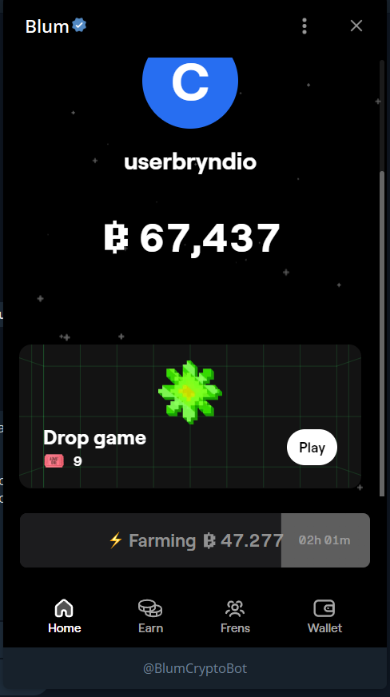 Blum
C
userbryndio
67,437
Drop game
9
Play
Farming 47.277 02h 01m
Home Earn Frens Wallet
@BlumCryptoBot